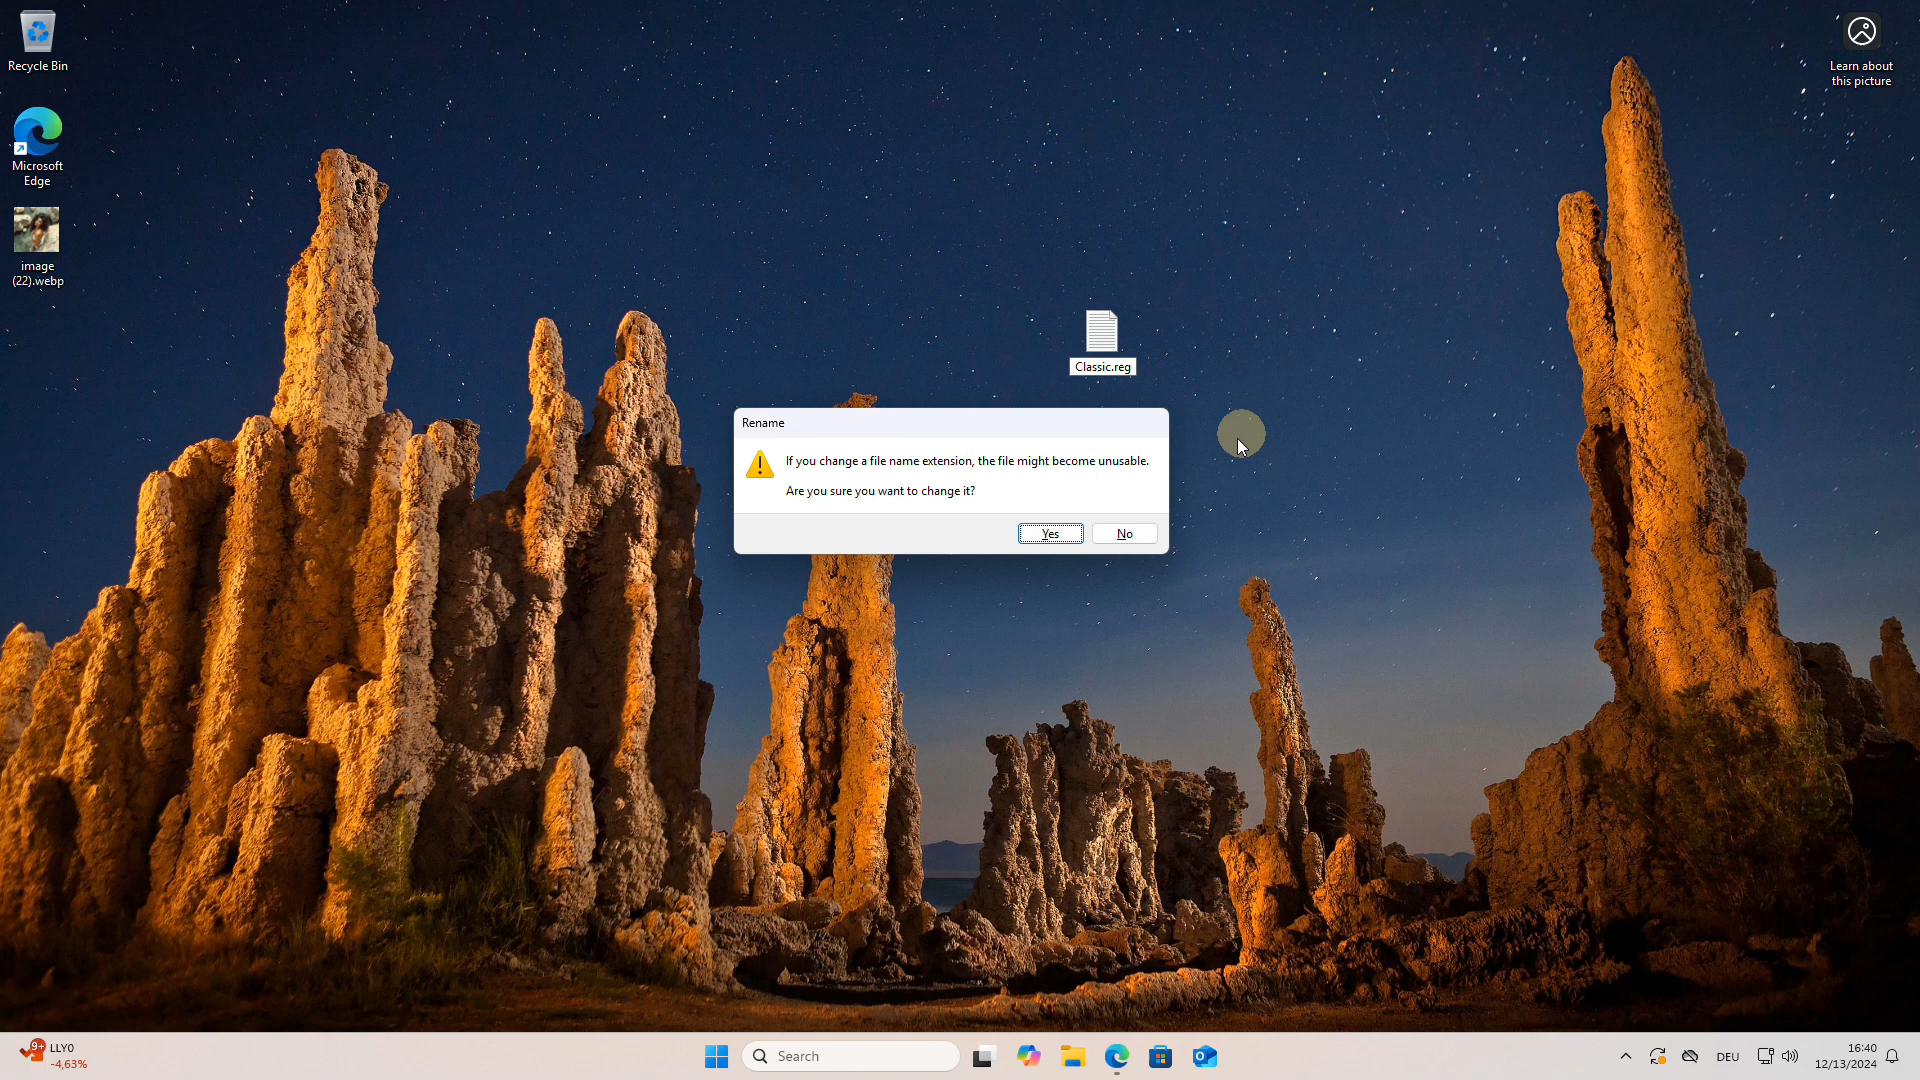 Recycle Bin
Microsoft
Edge
image
(22).webp
Learn about
this picture
Classic.reg
Rename
If you change a file name extension, the file might become unusable.
Are you sure you want to change it?
Yes
No
9+
LLY0
-4,63%
Search
DEU
16:40
12/13/2024